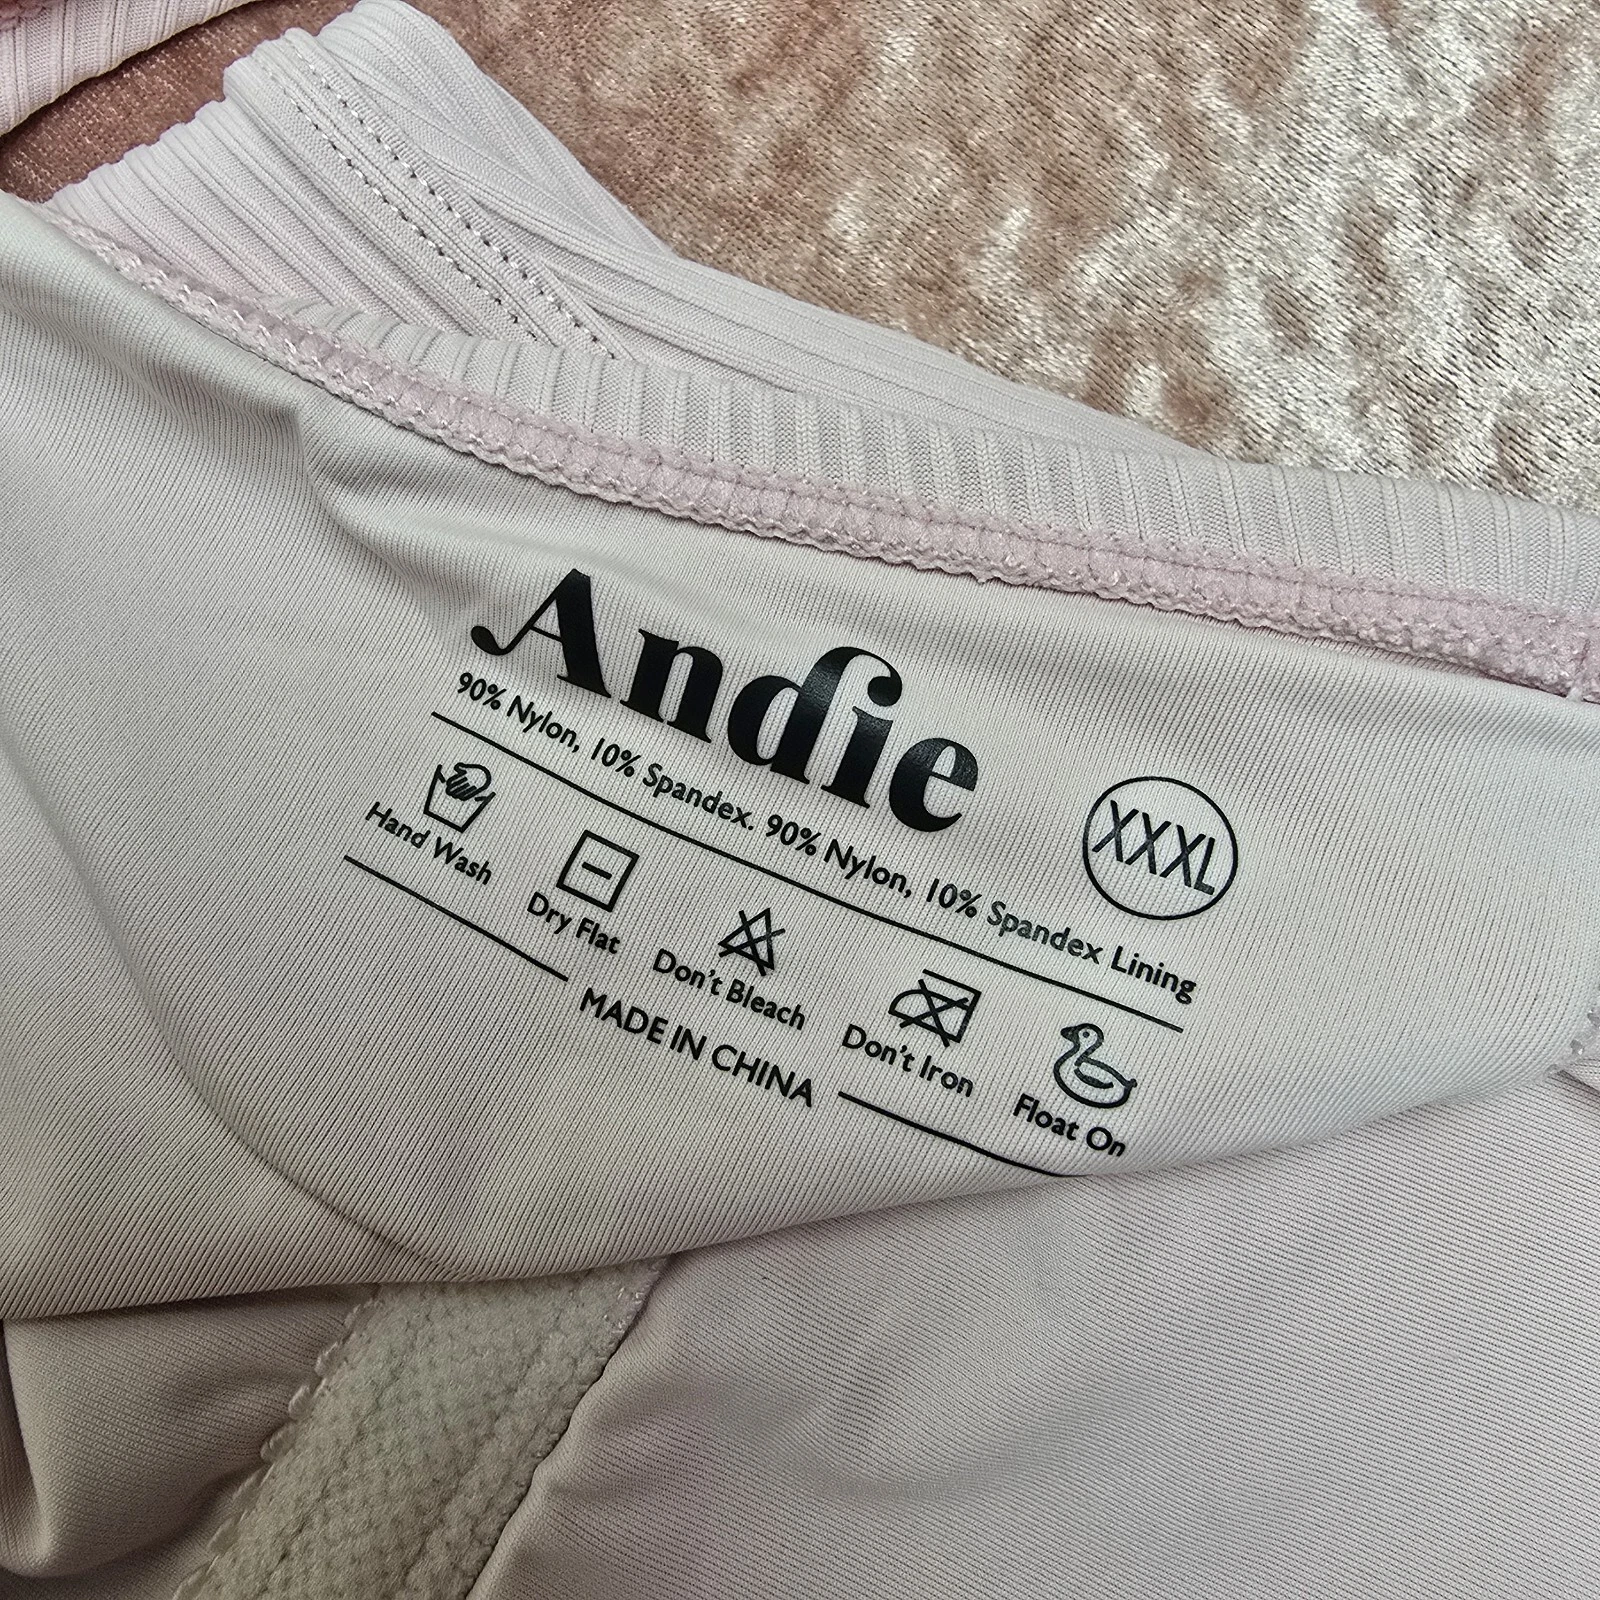 Andie
XXXL
90% Nylon, 10% Spandex. 90% Nylon, 10% Spandex Lining
Hand Wash
Dry Flat
Don't Bleach
Don't Iron
Float On
MADE IN CHINA